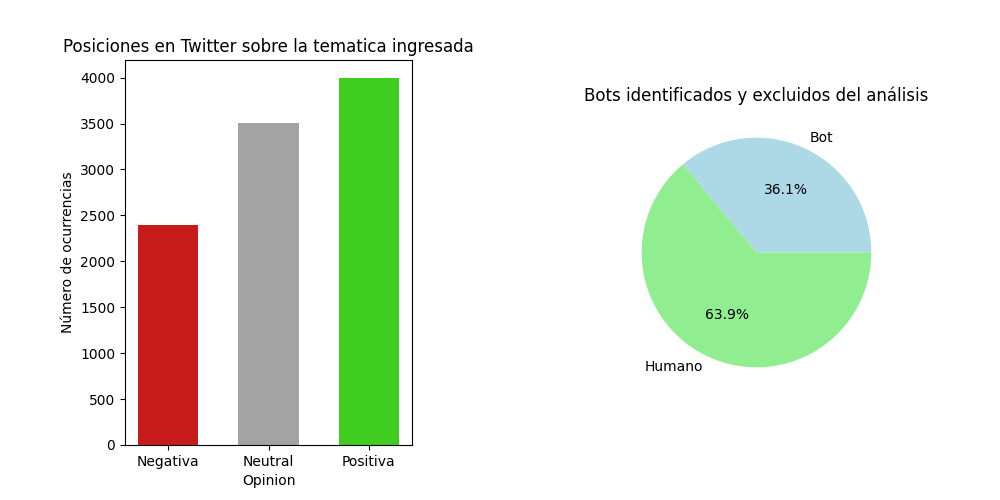 Posiciones en Twitter sobre la tematica ingresada
Número de ocurrencias
4000
3500
3000
2500
2000
1500
1000
500
0
Negativa
Neutral
Positiva
Opinion
Bots identificados y excluidos del análisis
Bot
36.1%
63.9%
Humano